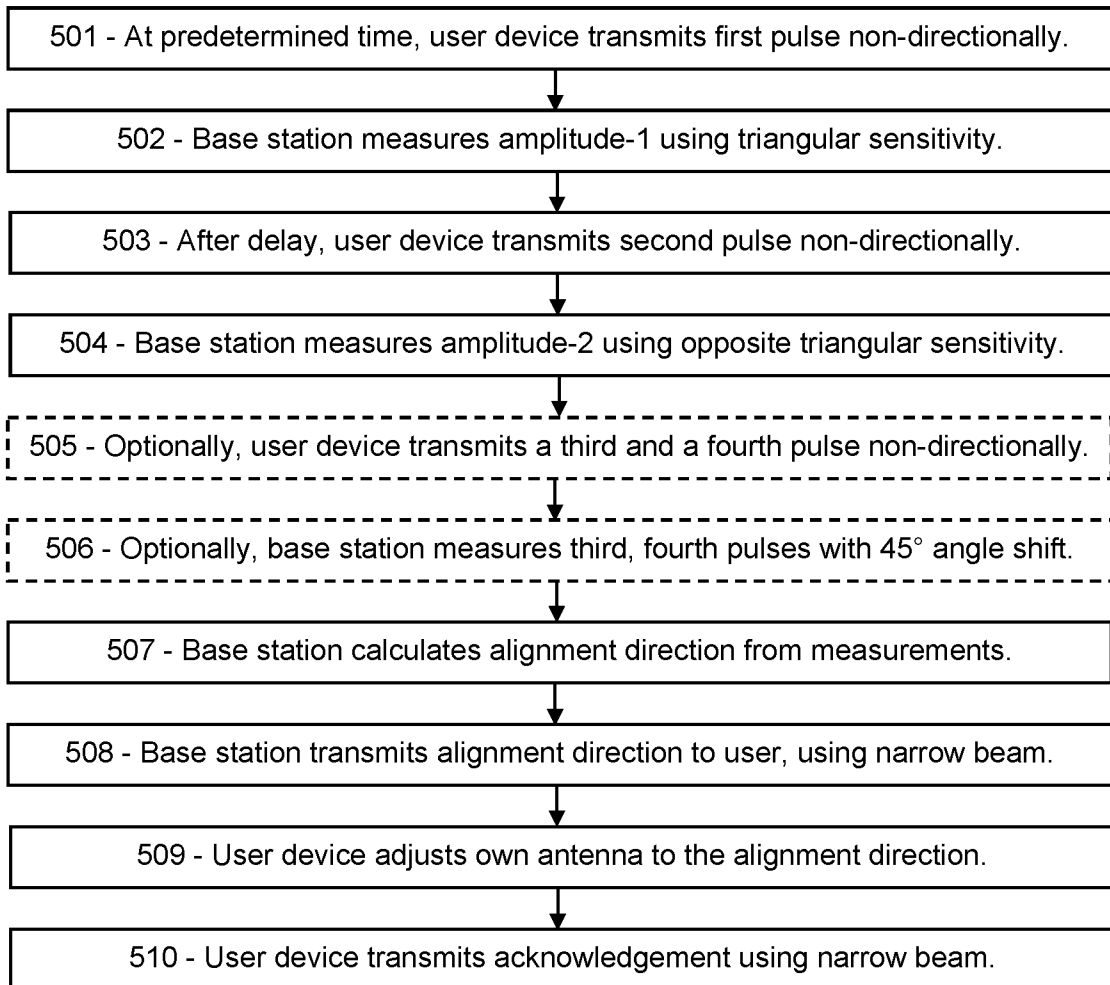 501 - At predetermined time, user device transmits first pulse non-directionally.
502 - Base station measures amplitude-1 using triangular sensitivity.
503 - After delay, user device transmits second pulse non-directionally.
504 - Base station measures amplitude-2 using opposite triangular sensitivity.
505 - Optionally, user device transmits a third and a fourth pulse non-directionally.
506 - Optionally, base station measures third, fourth pulses with 45° angle shift.
507 - Base station calculates alignment direction from measurements.
508 - Base station transmits alignment direction to user, using narrow beam.
509 - User device adjusts own antenna to the alignment direction.
510 - User device transmits acknowledgement using narrow beam.